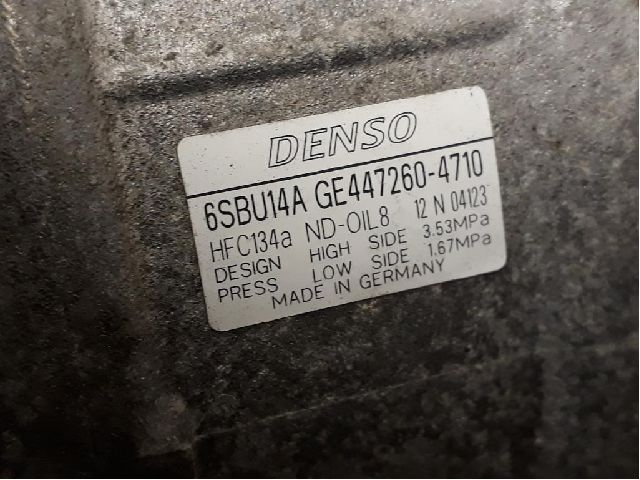 DENSO
6SBU14A GE447260-4710
HFC134a ND-OIL8 12 N 04123
DESIGN HIGH SIDE 3.53MPa
PRESS LOW SIDE 1.67MPa
MADE IN GERMANY